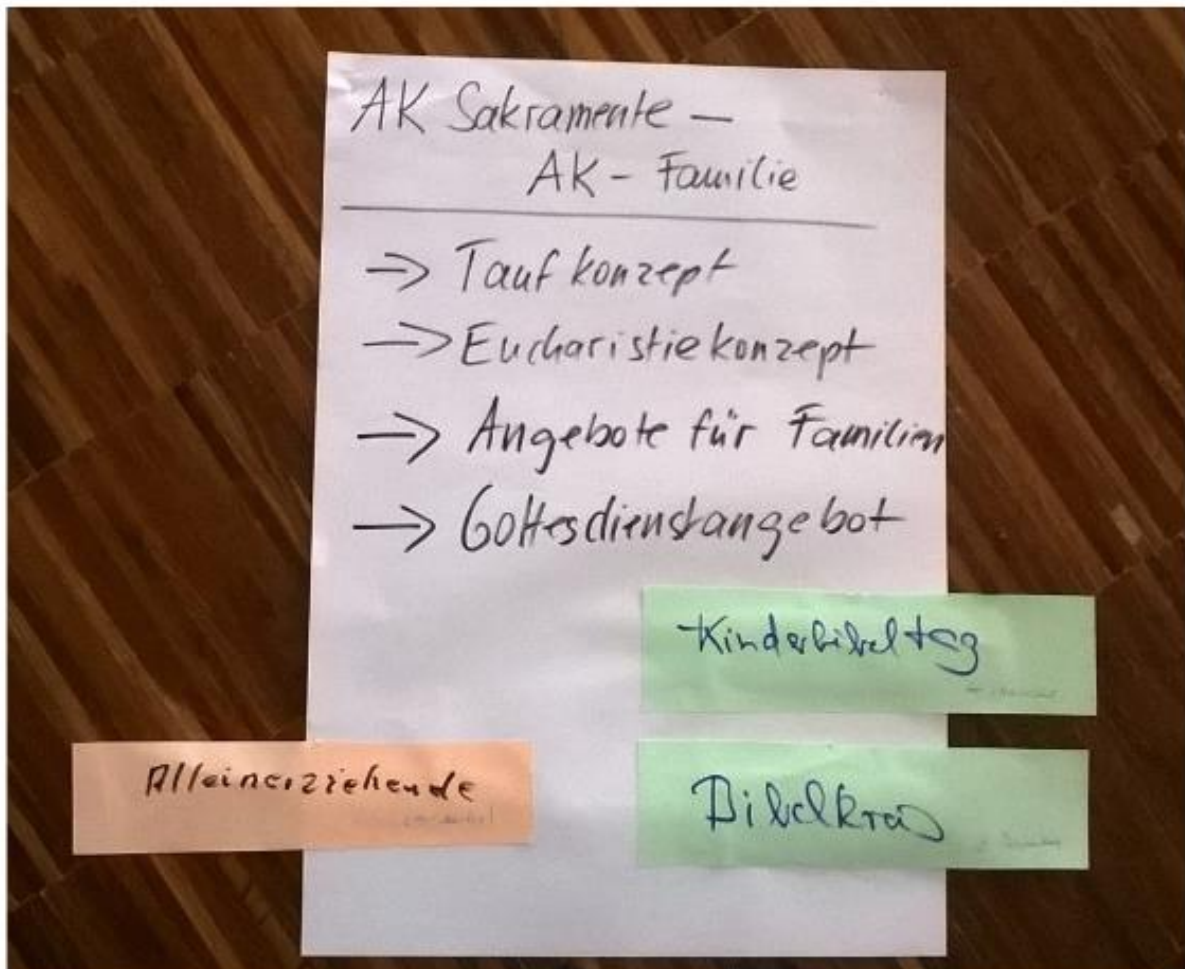 AK Sakramente –
AK - Familie
→ Taufkonzept
→ Eucharistiekonzept
→ Angebote für Familien
→ Gottesdienstangebot
Kinderbibeltag
Alleinerziehende
Bibelkreis